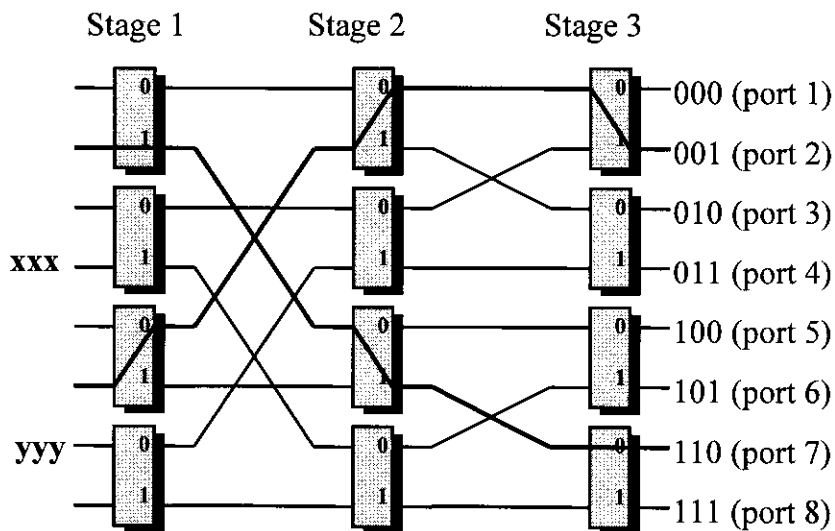 Stage 1 Stage 2 Stage 3
0 0 0 000 (port 1)
1 1 1 001 (port 2)
0 0 0 010 (port 3)
xxx 1 1 1 011 (port 4)
0 0 0 100 (port 5)
1 1 1 101 (port 6)
yyy 0 0 0 110 (port 7)
1 1 1 111 (port 8)